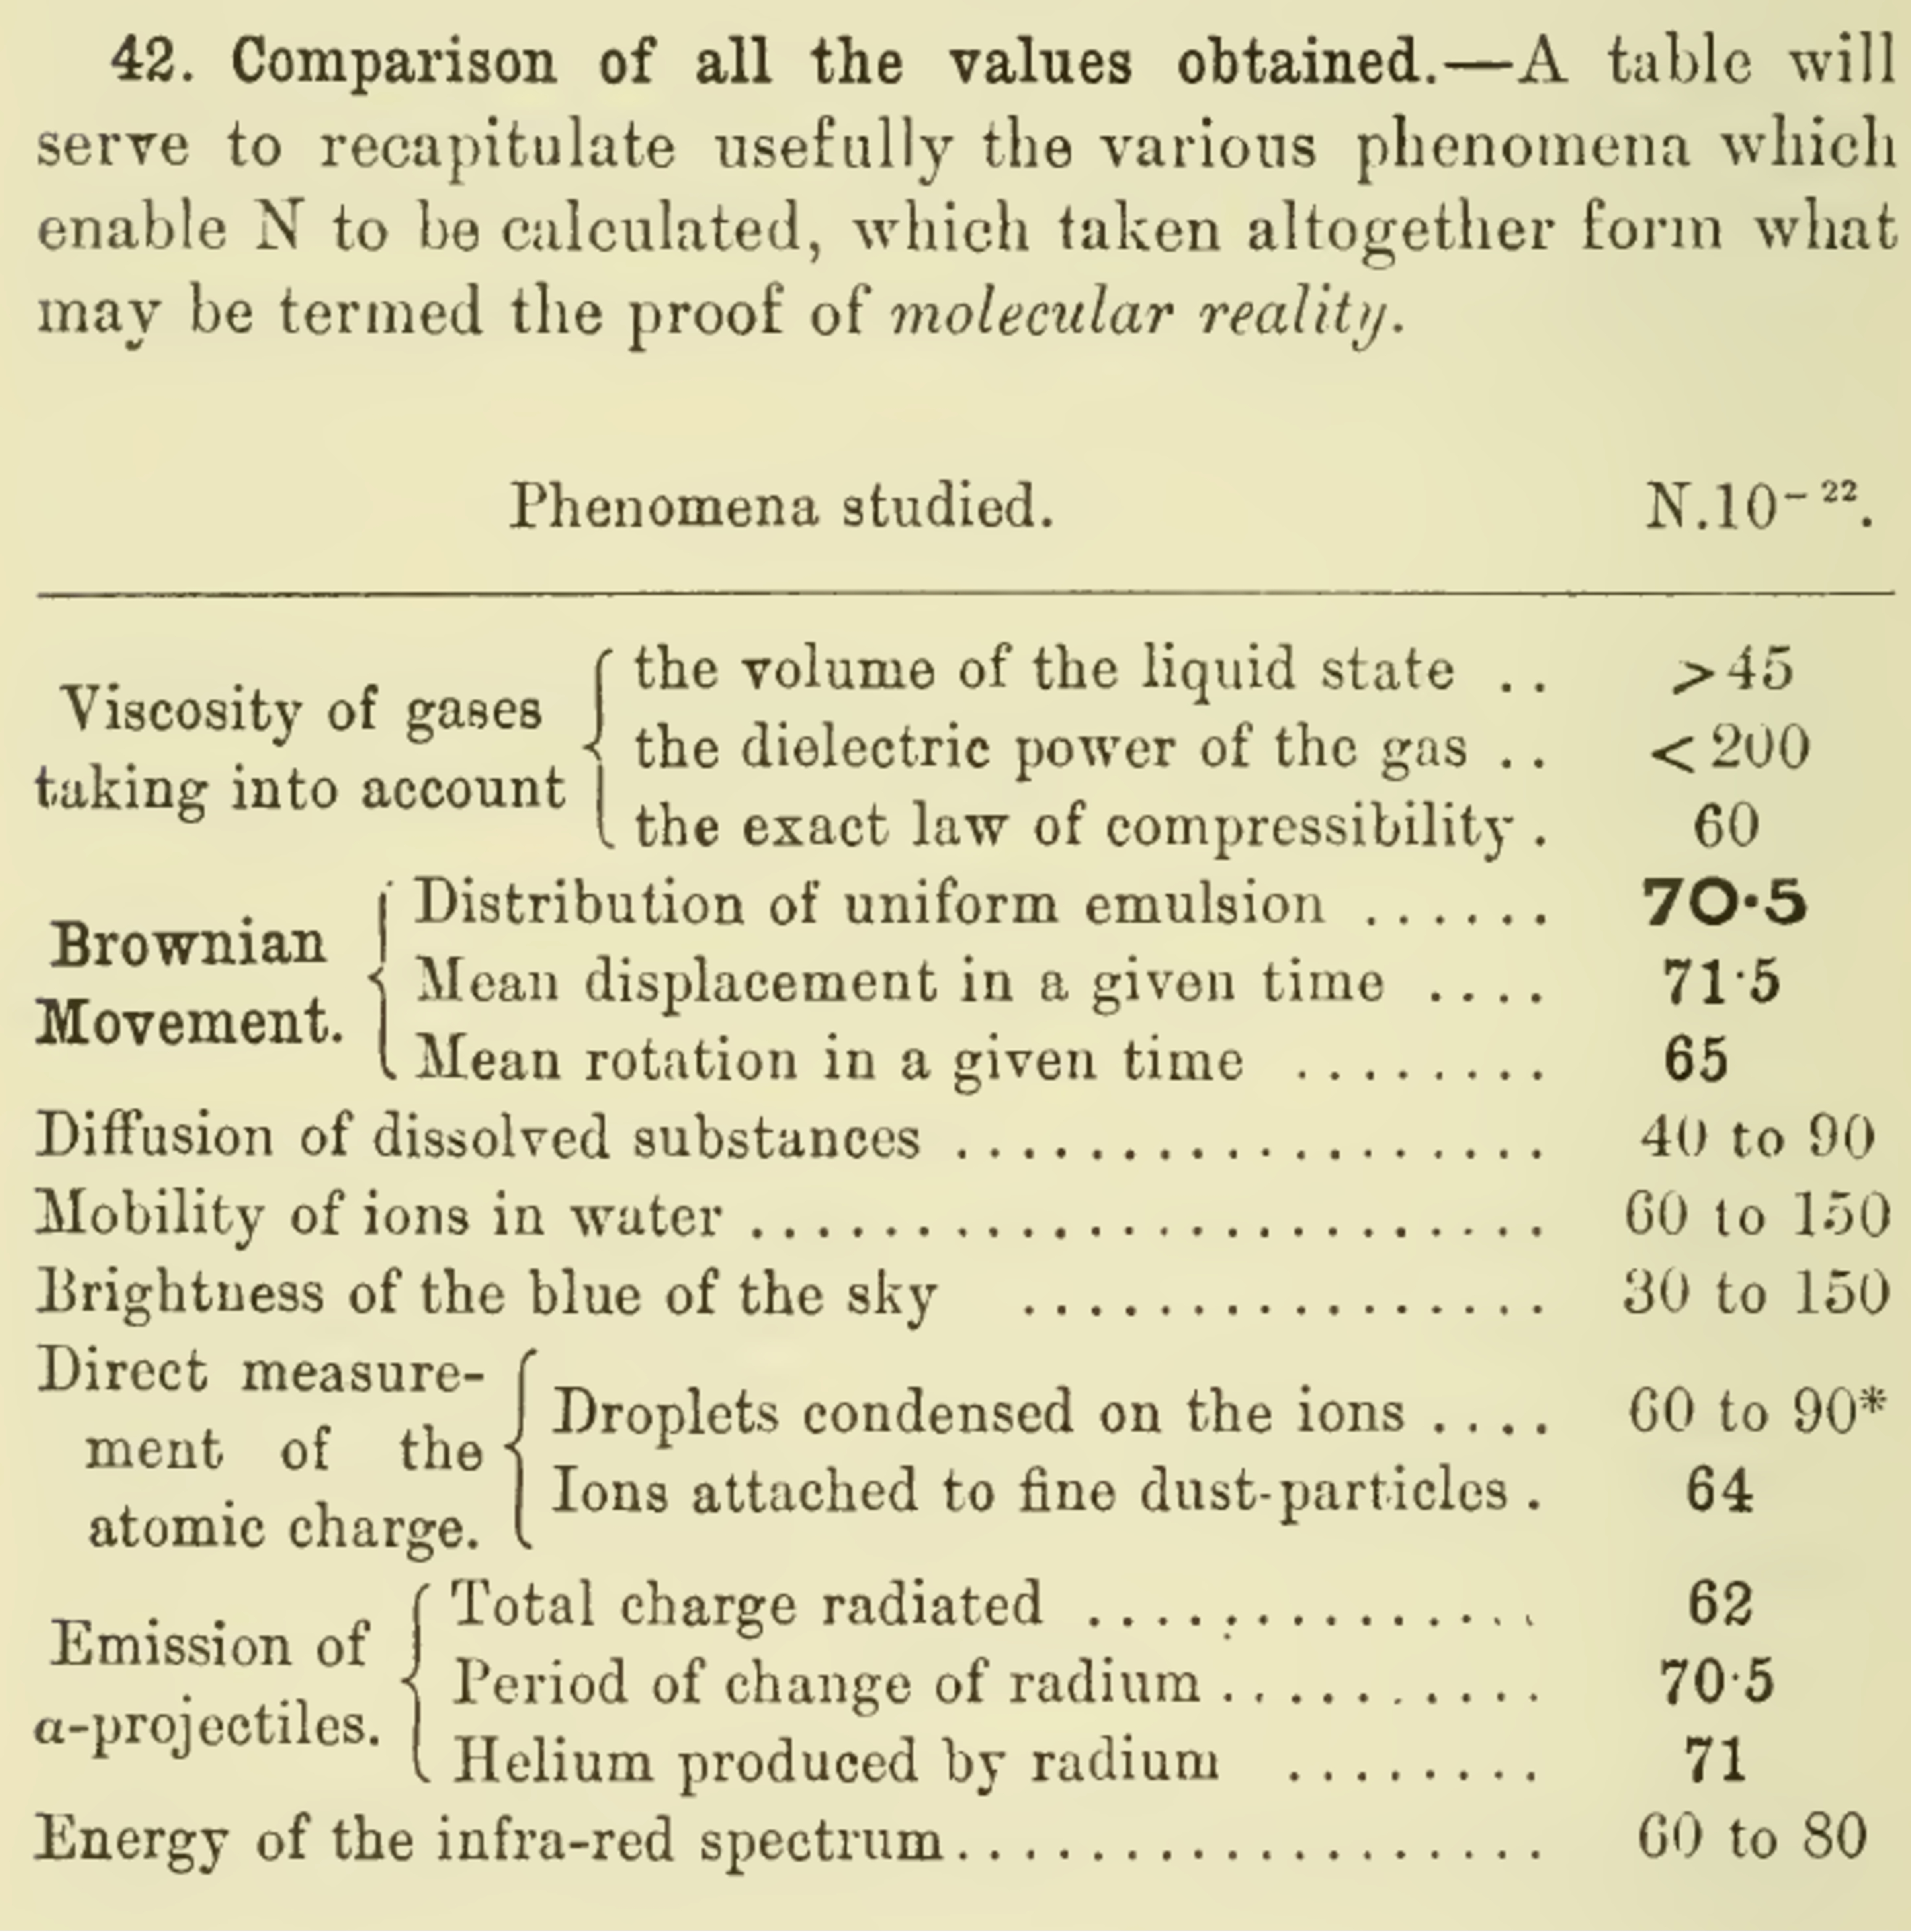 42. Comparison of all the values obtained.—A table will
serve to recapitulate usefully the various phenomena which
enable N to be calculated, which taken altogether form what
may be termed the proof of molecular reality.
Phenomena studied. N.10⁻²².
Viscosity of gases taking into account
the volume of the liquid state .. >45
the dielectric power of the gas .. <200
the exact law of compressibility . 60
Brownian Movement.
Distribution of uniform emulsion ...... 70·5
Mean displacement in a given time .... 71·5
Mean rotation in a given time ........ 65
Diffusion of dissolved substances .................. 40 to 90
Mobility of ions in water ........................ 60 to 150
Brightness of the blue of the sky ................ 30 to 150
Direct measure-
ment of the
atomic charge.
Droplets condensed on the ions .... 60 to 90*
Ions attached to fine dust-particles . 64
Emission of
α-projectiles.
Total charge radiated .............. 62
Period of change of radium .......... 70·5
Helium produced by radium ........ 71
Energy of the infra-red spectrum .................. 60 to 80